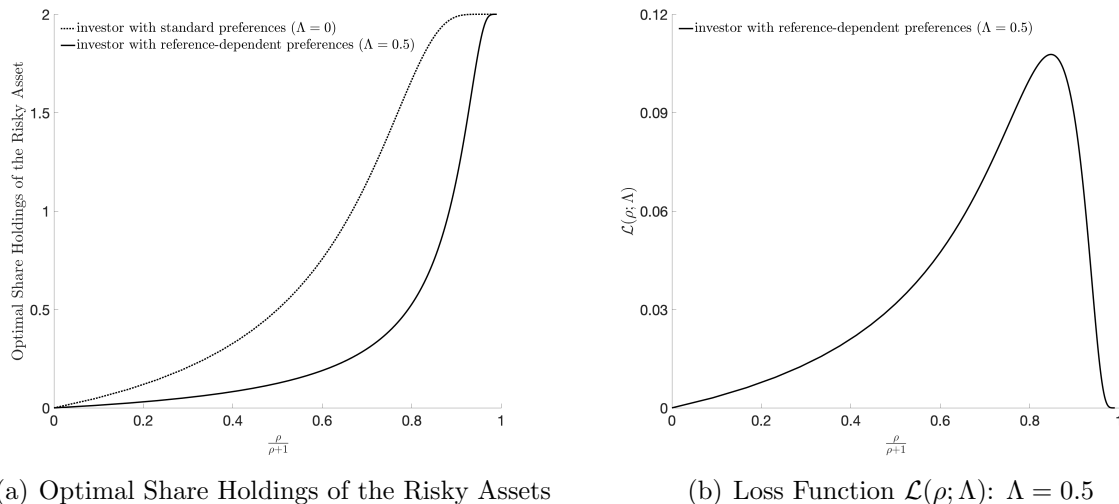 investor with standard preferences (Λ = 0)
investor with reference-dependent preferences (Λ = 0.5)
Optimal Share Holdings of the Risky Asset
2
1.5
1
0.5
0
0 0.2 0.4 0.6 0.8 1
ρ/ρ+1
(a) Optimal Share Holdings of the Risky Assets
investor with reference-dependent preferences (Λ = 0.5)
ℒ(ρ; Λ)
0.12
0.09
0.06
0.03
0
0 0.2 0.4 0.6 0.8 1
ρ/ρ+1
(b) Loss Function ℒ(ρ; Λ): Λ = 0.5